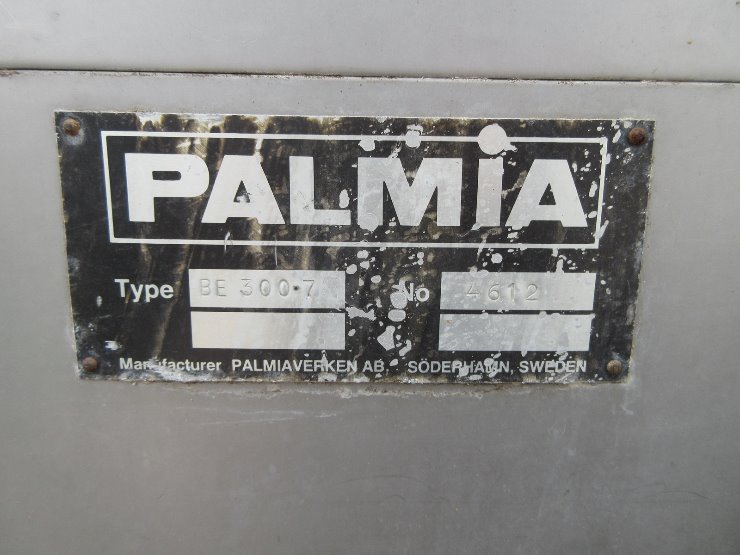 PALMiA
Type BE 300·7 No 4612
Manufacturer PALMIAVERKEN AB. SÖDERHAMN, SWEDEN